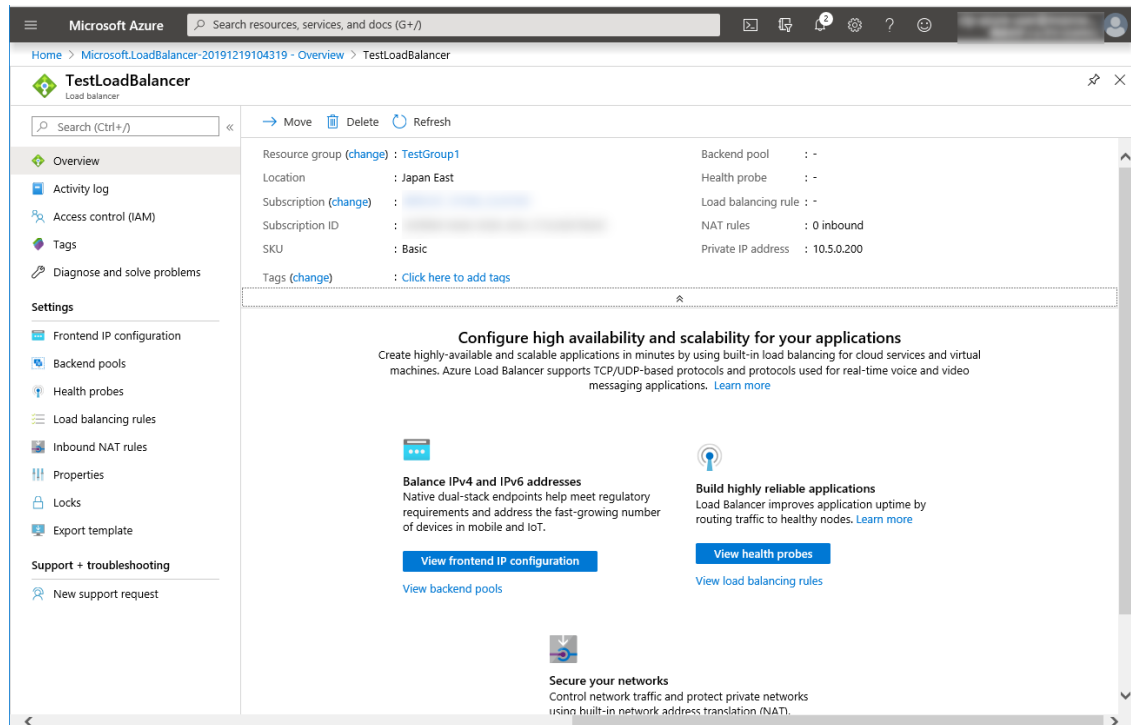 Microsoft Azure
Search resources, services, and docs (G+/)
2
Home > Microsoft.LoadBalancer-20191219104319 - Overview > TestLoadBalancer
TestLoadBalancer
Load balancer
Search (Ctrl+/)
«
Overview
Activity log
Access control (IAM)
Tags
Diagnose and solve problems
Settings
Frontend IP configuration
Backend pools
Health probes
Load balancing rules
Inbound NAT rules
Properties
Locks
Export template
Support + troubleshooting
New support request
Move Delete Refresh
Resource group (change) : TestGroup1
Location : Japan East
Subscription (change) :
Subscription ID :
SKU : Basic
Tags (change) : Click here to add tags
Backend pool : -
Health probe : -
Load balancing rule : -
NAT rules : 0 inbound
Private IP address : 10.5.0.200
Configure high availability and scalability for your applications
Create highly-available and scalable applications in minutes by using built-in load balancing for cloud services and virtual
machines. Azure Load Balancer supports TCP/UDP-based protocols and protocols used for real-time voice and video
messaging applications. Learn more
Balance IPv4 and IPv6 addresses
Native dual-stack endpoints help meet regulatory
requirements and address the fast-growing number
of devices in mobile and IoT.
View frontend IP configuration
View backend pools
Build highly reliable applications
Load Balancer improves application uptime by
routing traffic to healthy nodes. Learn more
View health probes
View load balancing rules
Secure your networks
Control network traffic and protect private networks
using built-in network address translation (NAT).